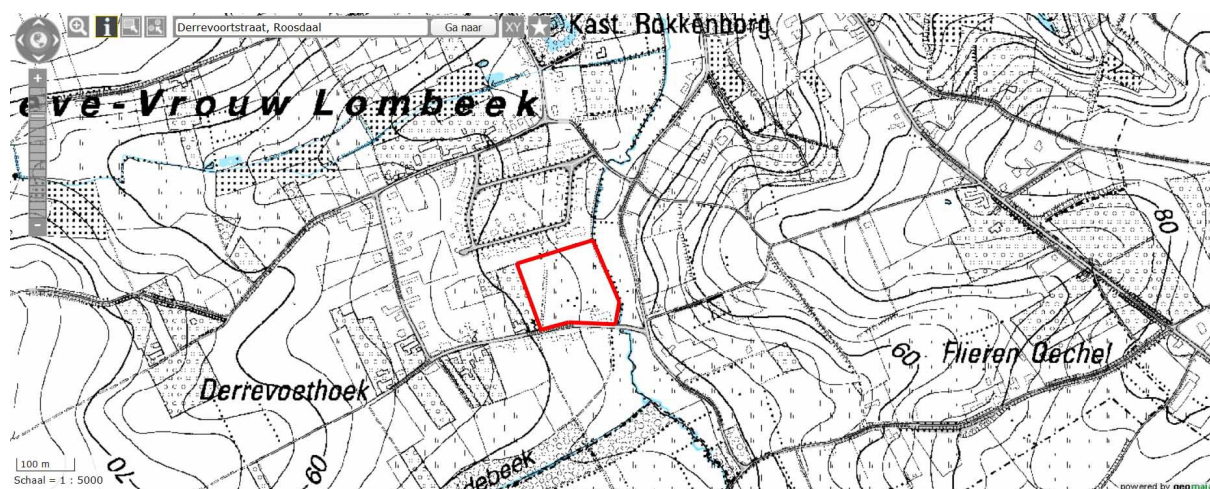 Derrevoortstraat, Roosdaal
Ga naar
XY
Kast. Rokkenborg
eve-Vrouw Lombeek
80
60
Flieren Oechel
Derrevoethoek
debeek
60
70
100 m
Schaal = 1 : 5000
powered by geomaj